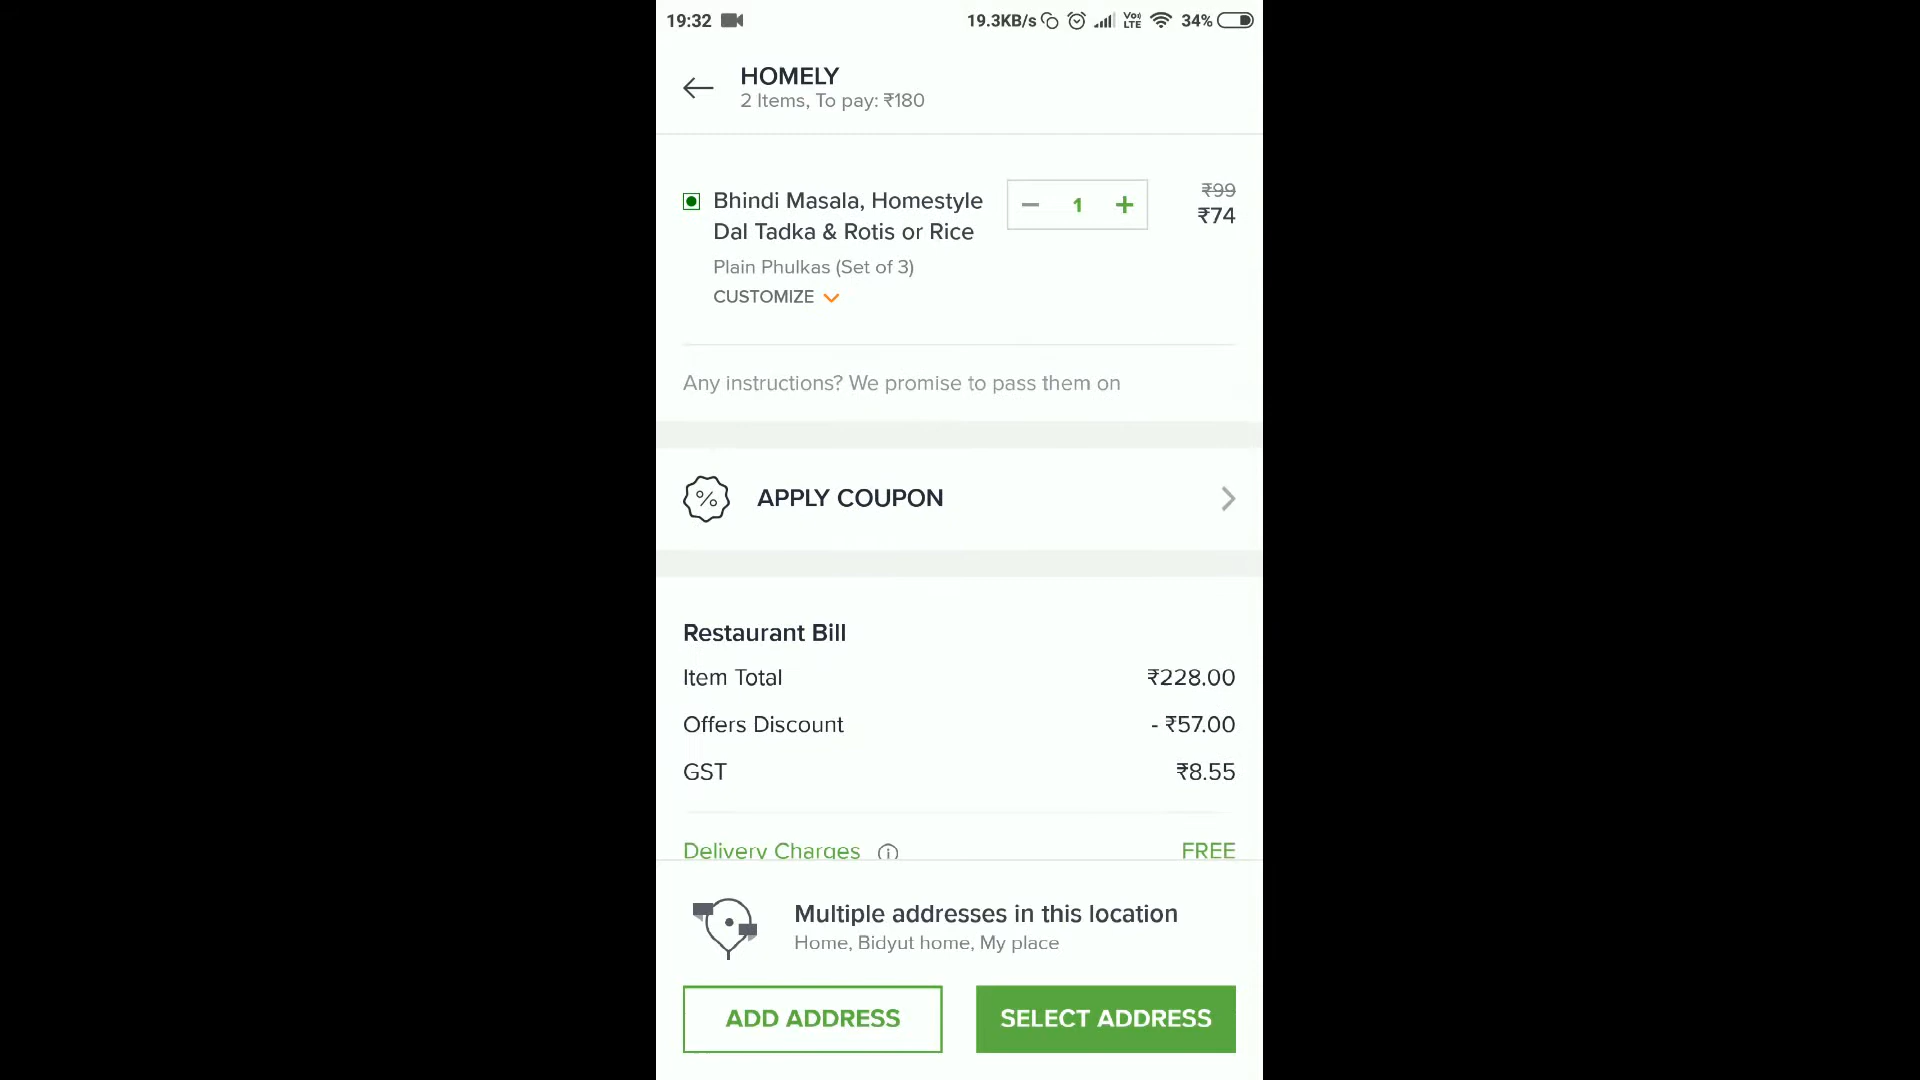 19:32 19.3KB/s Vo LTE 34%
HOMELY
2 Items, To pay: ₹180
Bhindi Masala, Homestyle
Dal Tadka & Rotis or Rice
Plain Phulkas (Set of 3)
CUSTOMIZE
1
₹99
₹74
Any instructions? We promise to pass them on
% APPLY COUPON
Restaurant Bill
Item Total ₹228.00
Offers Discount - ₹57.00
GST ₹8.55
Delivery Charges FREE
Multiple addresses in this location
Home, Bidyut home, My place
ADD ADDRESS SELECT ADDRESS